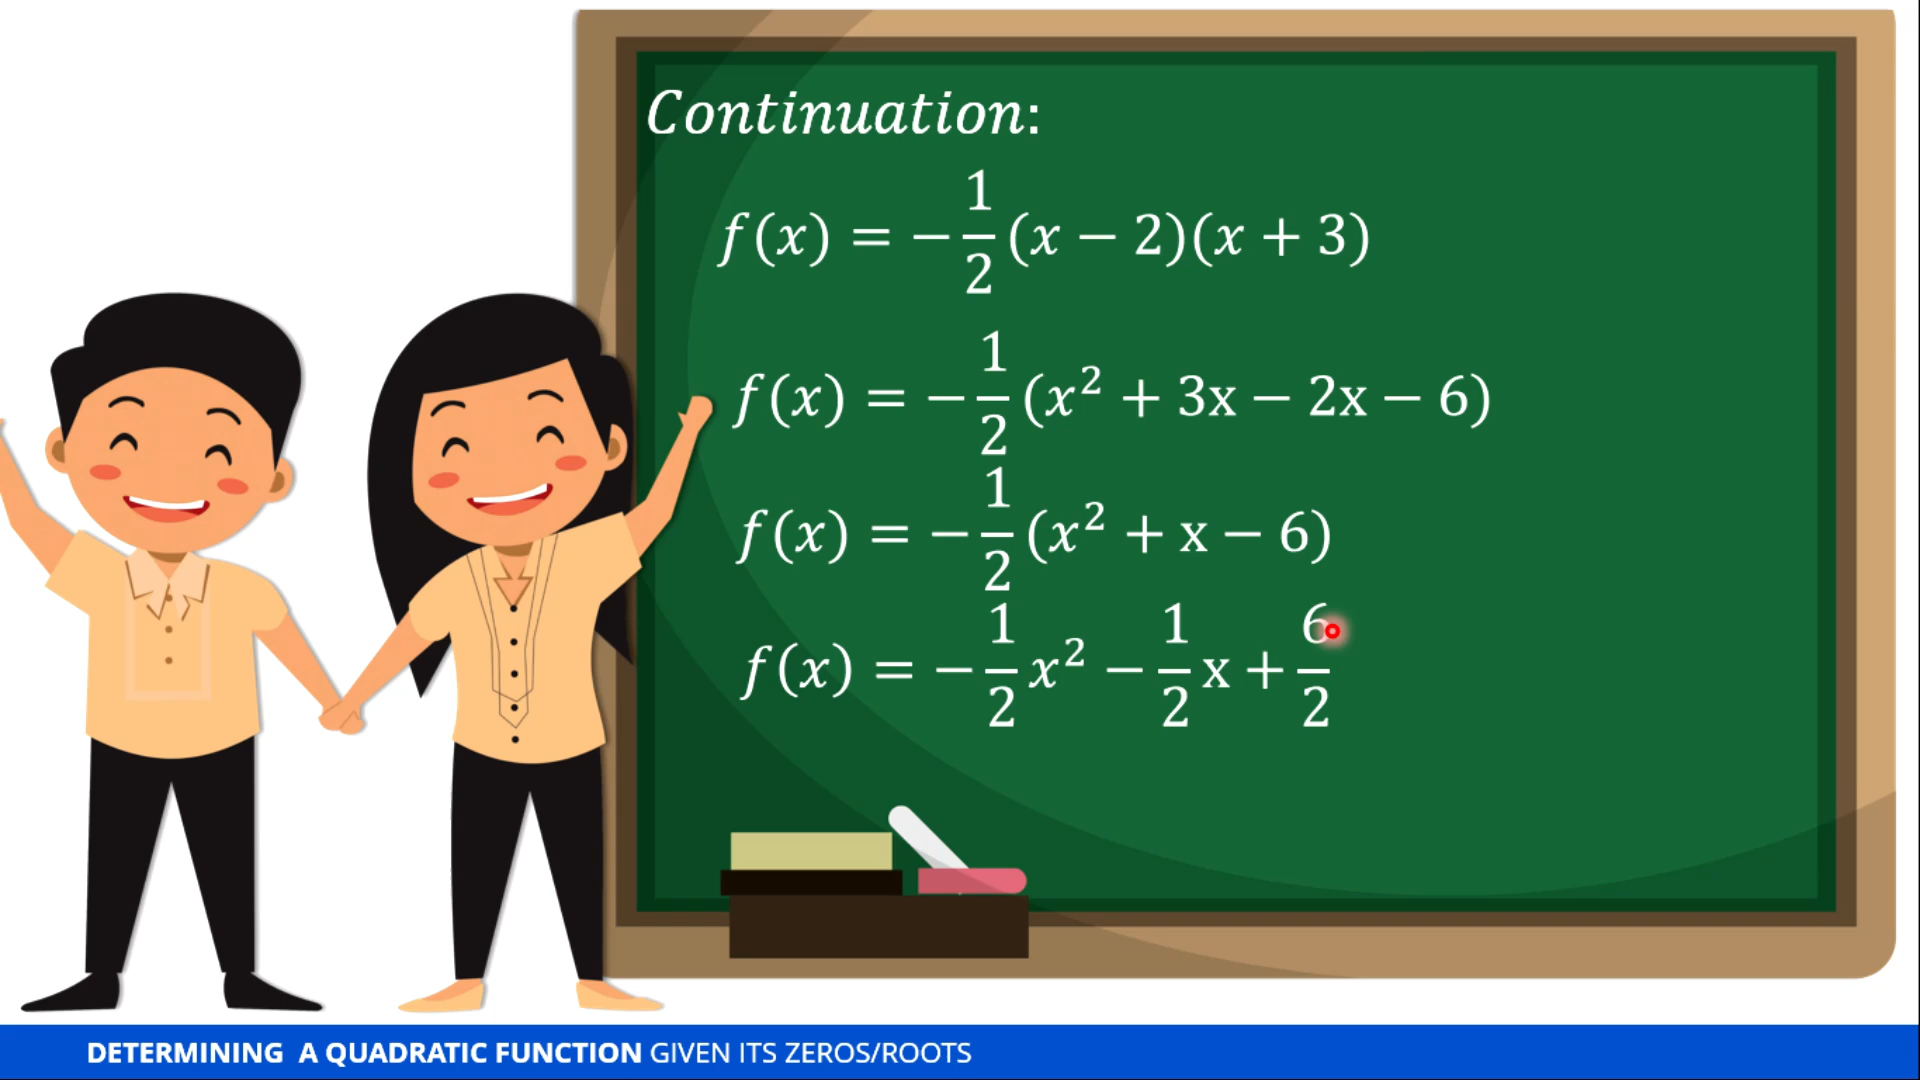 Continuation:
f(x) = −1/2(x − 2)(x + 3)
f(x) = −1/2(x² + 3x − 2x − 6)
f(x) = −1/2(x² + x − 6)
f(x) = −1/2x² − 1/2x + 6/2
DETERMINING A QUADRATIC FUNCTION GIVEN ITS ZEROS/ROOTS